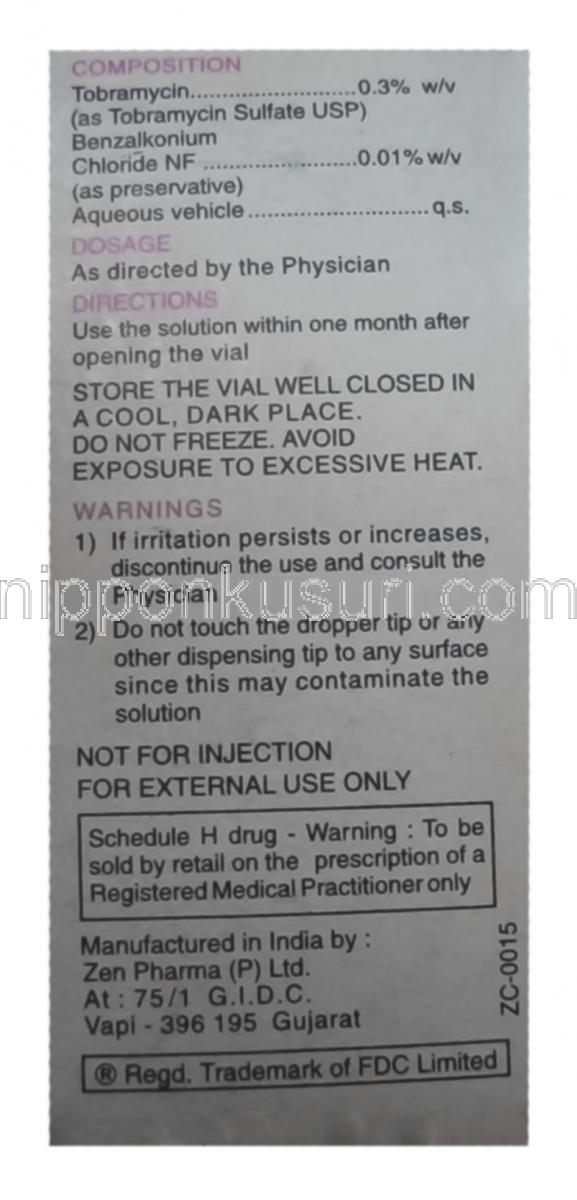 COMPOSITION
Tobramycin..........................0.3% w/v
(as Tobramycin Sulfate USP)
Benzalkonium
Chloride NF ........................0.01% w/v
(as preservative)
Aqueous vehicle............................ q.s.
DOSAGE
As directed by the Physician
DIRECTIONS
Use the solution within one month after
opening the vial
STORE THE VIAL WELL CLOSED IN
A COOL, DARK PLACE.
DO NOT FREEZE. AVOID
EXPOSURE TO EXCESSIVE HEAT.
WARNINGS
1) If irritation persists or increases,
discontinue the use and consult the
Physician
nipponkusuri.com
2) Do not touch the dropper tip or any
other dispensing tip to any surface
since this may contaminate the
solution
NOT FOR INJECTION
FOR EXTERNAL USE ONLY
Schedule H drug - Warning : To be
sold by retail on the prescription of a
Registered Medical Practitioner only
Manufactured in India by :
Zen Pharma (P) Ltd.
At : 75/1 G.I.D.C.
Vapi - 396 195 Gujarat
ZC-0015
® Regd. Trademark of FDC Limited